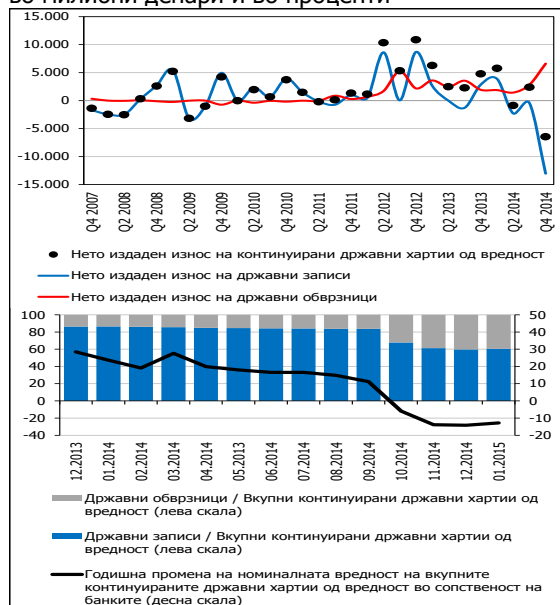 во милиони денари и во проценти
15.000
10.000
5.000
0
-5.000
-10.000
-15.000
Q4 2007
Q2 2008
Q4 2008
Q2 2009
Q4 2009
Q2 2010
Q4 2010
Q2 2011
Q4 2011
Q2 2012
Q4 2012
Q2 2013
Q4 2013
Q2 2014
Q4 2014
Нето издаден износ на континуирани државни хартии од вредност
Нето издаден износ на државни записи
Нето издаден износ на државни обврзници
100
80
60
40
20
0
-20
-40
50
40
30
20
10
0
-10
-20
12.2013
01.2014
02.2014
03.2014
04.2014
05.2013
06.2014
07.2014
08.2014
09.2014
10.2014
11.2014
12.2014
01.2015
Државни обврзници / Вкупни континуирани државни хартии од
вредност (лева скала)
Државни записи / Вкупни континуирани државни хартии од
вредност (лева скала)
Годишна промена на номиналната вредност на вкупните
континуираните државни хартии од вредност во сопственост на
банките (десна скала)